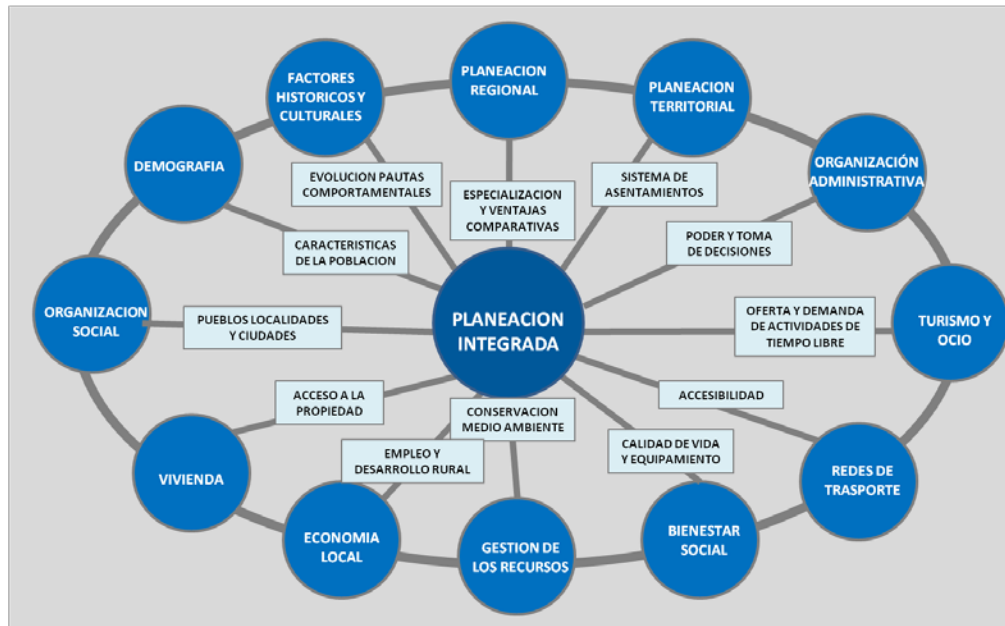 PLANEACION
REGIONAL
FACTORES
HISTORICOS Y
CULTURALES
PLANEACION
TERRITORIAL
DEMOGRAFIA
ORGANIZACIÓN
ADMINISTRATIVA
EVOLUCION PAUTAS
COMPORTAMENTALES
ESPECIALIZACION
Y VENTAJAS
COMPARATIVAS
SISTEMA DE
ASENTAMIENTOS
CARACTERISTICAS
DE LA POBLACION
PODER Y TOMA
DE DECISIONES
ORGANIZACION
SOCIAL
PUEBLOS LOCALIDADES
Y CIUDADES
PLANEACION
INTEGRADA
OFERTA Y DEMANDA
DE ACTIVIDADES DE
TIEMPO LIBRE
TURISMO Y
OCIO
ACCESO A LA
PROPIEDAD
CONSERVACION
MEDIO AMBIENTE
ACCESIBILIDAD
EMPLEO Y
DESARROLLO RURAL
CALIDAD DE VIDA
Y EQUIPAMIENTO
VIVIENDA
REDES DE
TRASPORTE
ECONOMIA
LOCAL
GESTION DE
LOS RECURSOS
BIENESTAR
SOCIAL